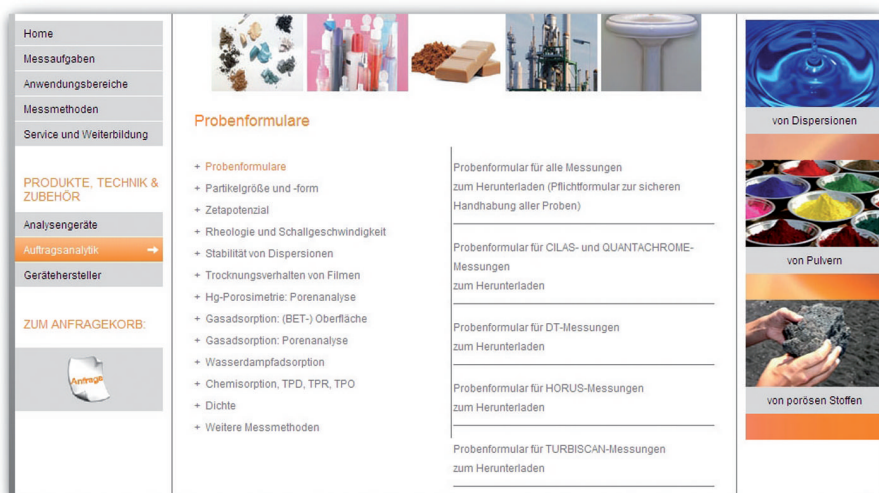 Home
Messaufgaben
Anwendungsbereiche
Messmethoden
Service und Weiterbildung
PRODUKTE, TECHNIK &
ZUBEHÖR
Analysengeräte
Auftragsanalytik
Gerätehersteller
ZUM ANFRAGEKORB:
Anfrage
Probenformulare
+ Probenformulare
+ Partikelgröße und -form
+ Zetapotenzial
+ Rheologie und Schallgeschwindigkeit
+ Stabilität von Dispersionen
+ Trocknungsverhalten von Filmen
+ Hg-Porosimetrie: Porenanalyse
+ Gasadsorption: (BET-) Oberfläche
+ Gasadsorption: Porenanalyse
+ Wasserdampfadsorption
+ Chemisorption, TPD, TPR, TPO
+ Dichte
+ Weitere Messmethoden
Probenformular für alle Messungen
zum Herunterladen (Pflichtformular zur sicheren
Handhabung aller Proben)
Probenformular für CILAS- und QUANTACHROME-
Messungen
zum Herunterladen
Probenformular für DT-Messungen
zum Herunterladen
Probenformular für HORUS-Messungen
zum Herunterladen
Probenformular für TURBISCAN-Messungen
zum Herunterladen
von Dispersionen
von Pulvern
von porösen Stoffen